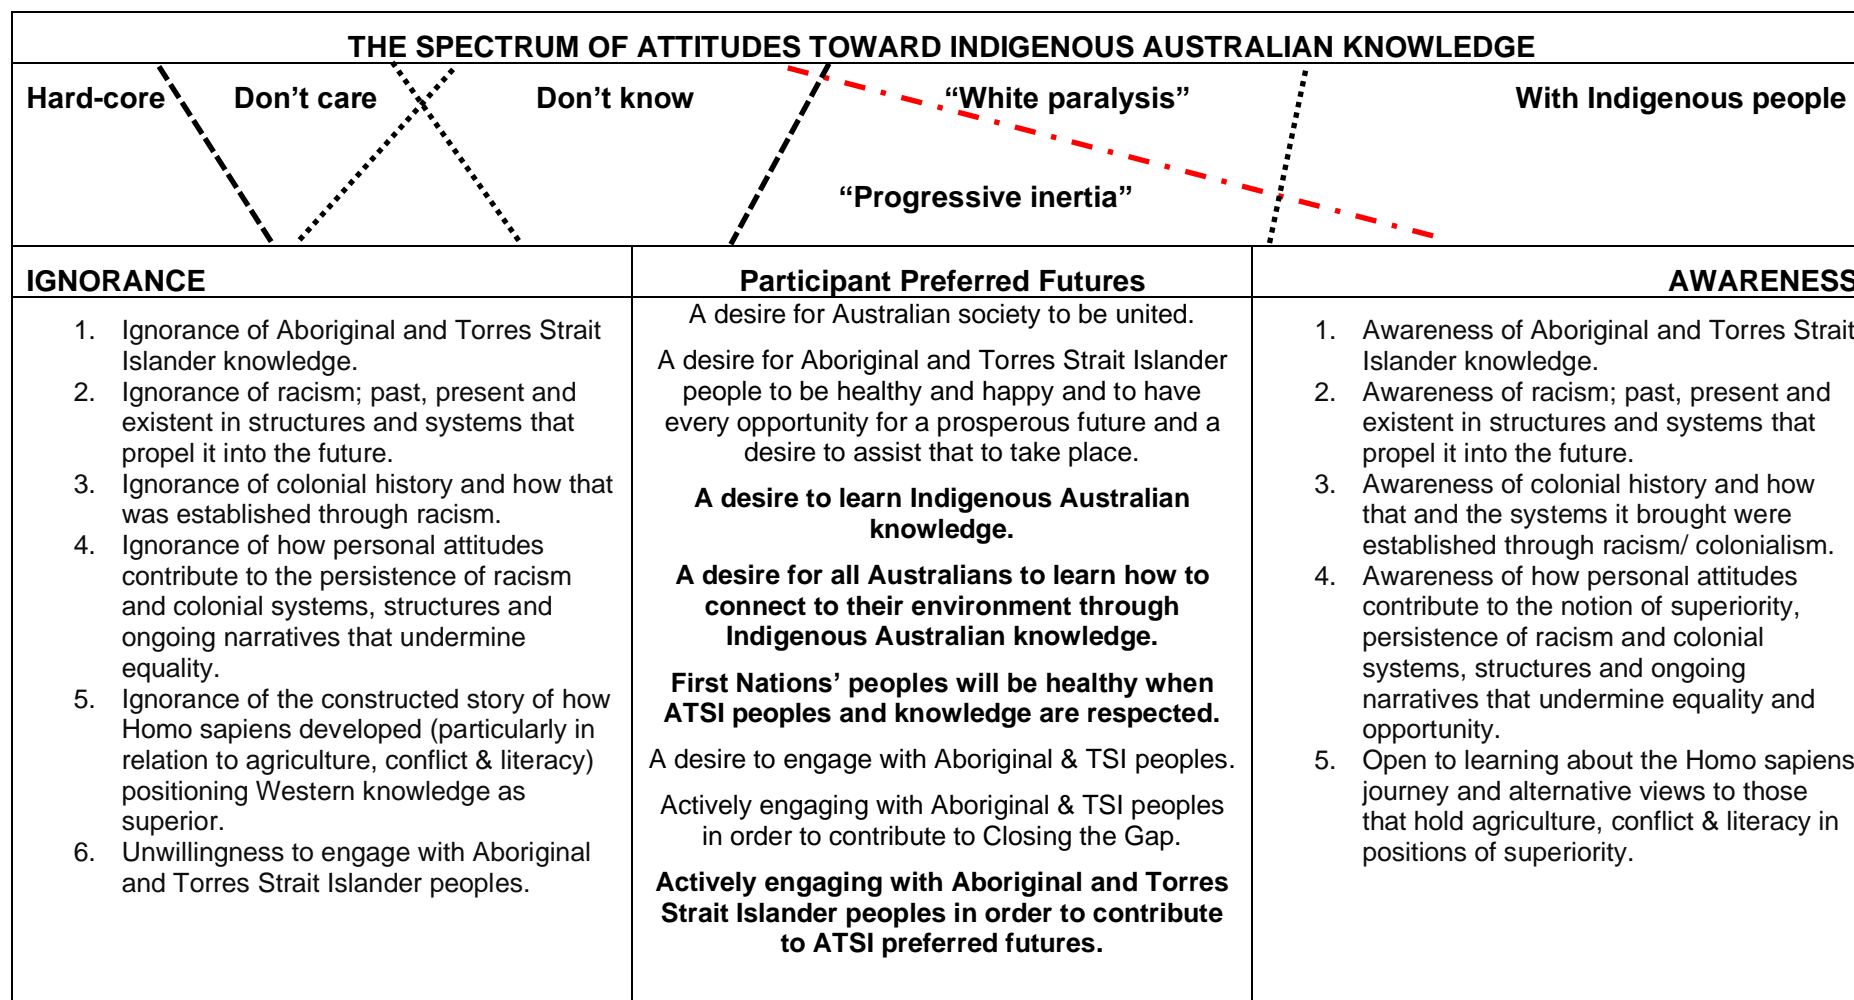 THE SPECTRUM OF ATTITUDES TOWARD INDIGENOUS AUSTRALIAN KNOWLEDGE
Hard-core Don’t care Don’t know “White paralysis” With Indigenous people
“Progressive inertia”
IGNORANCE
1. Ignorance of Aboriginal and Torres Strait
Islander knowledge.
2. Ignorance of racism; past, present and
existent in structures and systems that
propel it into the future.
3. Ignorance of colonial history and how that
was established through racism.
4. Ignorance of how personal attitudes
contribute to the persistence of racism
and colonial systems, structures and
ongoing narratives that undermine
equality.
5. Ignorance of the constructed story of how
Homo sapiens developed (particularly in
relation to agriculture, conflict & literacy)
positioning Western knowledge as
superior.
6. Unwillingness to engage with Aboriginal
and Torres Strait Islander peoples.
Participant Preferred Futures
A desire for Australian society to be united.
A desire for Aboriginal and Torres Strait Islander
people to be healthy and happy and to have
every opportunity for a prosperous future and a
desire to assist that to take place.
A desire to learn Indigenous Australian
knowledge.
A desire for all Australians to learn how to
connect to their environment through
Indigenous Australian knowledge.
First Nations’ peoples will be healthy when
ATSI peoples and knowledge are respected.
A desire to engage with Aboriginal & TSI peoples.
Actively engaging with Aboriginal & TSI peoples
in order to contribute to Closing the Gap.
Actively engaging with Aboriginal and Torres
Strait Islander peoples in order to contribute
to ATSI preferred futures.
AWARENESS
1. Awareness of Aboriginal and Torres Strait
Islander knowledge.
2. Awareness of racism; past, present and
existent in structures and systems that
propel it into the future.
3. Awareness of colonial history and how
that and the systems it brought were
established through racism/ colonialism.
4. Awareness of how personal attitudes
contribute to the notion of superiority,
persistence of racism and colonial
systems, structures and ongoing
narratives that undermine equality and
opportunity.
5. Open to learning about the Homo sapiens
journey and alternative views to those
that hold agriculture, conflict & literacy in
positions of superiority.